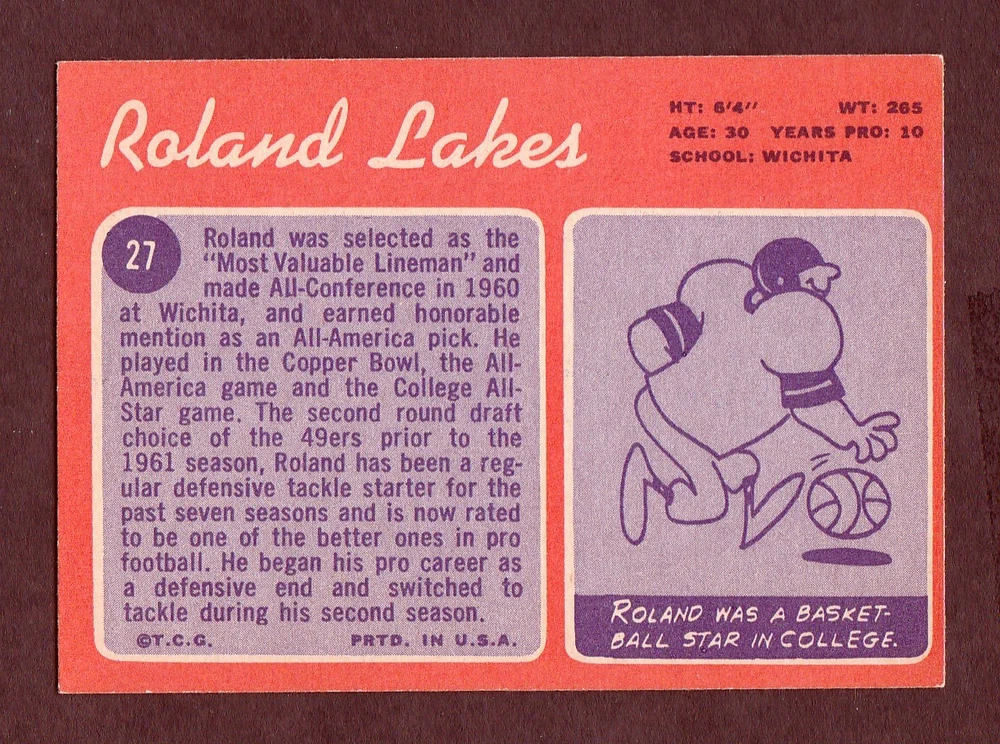 Roland Lakes
HT: 6'4" WT: 265
AGE: 30 YEARS PRO: 10
SCHOOL: WICHITA
27
Roland was selected as the
"Most Valuable Lineman" and
made All-Conference in 1960
at Wichita, and earned honorable
mention as an All-America pick. He
played in the Copper Bowl, the All-
America game and the College All-
Star game. The second round draft
choice of the 49ers prior to the
1961 season, Roland has been a reg-
ular defensive tackle starter for the
past seven seasons and is now rated
to be one of the better ones in pro
football. He began his pro career as
a defensive end and switched to
tackle during his second season.
©T.C.G. PRTD. IN U.S.A.
ROLAND WAS A BASKET-
BALL STAR IN COLLEGE.